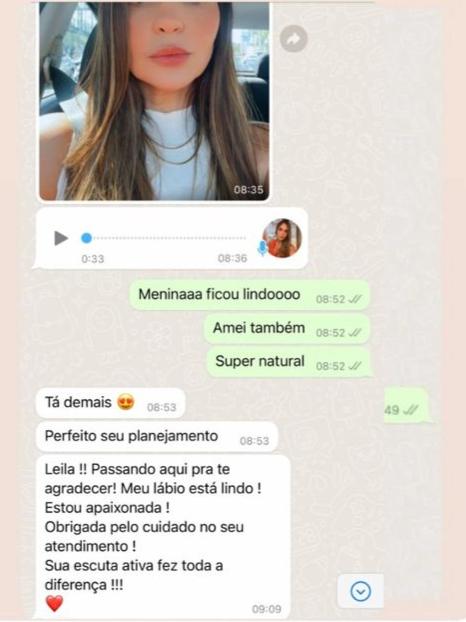 08:35
0:33 08:36
Meninaaa ficou lindoooo 08:52
Amei também 08:52
Super natural 08:52
Tá demais 😍 08:53
49
Perfeito seu planejamento 08:53
Leila !! Passando aqui pra te
agradecer! Meu lábio está lindo !
Estou apaixonada !
Obrigada pelo cuidado no seu
atendimento !
Sua escuta ativa fez toda a
diferença !!!
❤️ 09:09